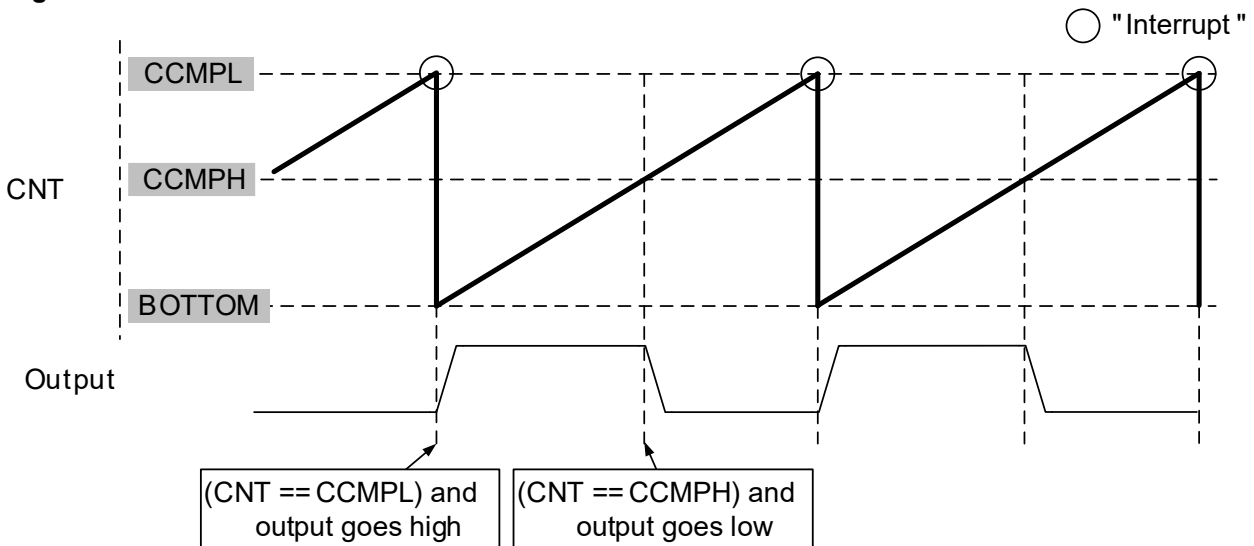 "Interrupt"
CCMPL
CCMPH
CNT
BOTTOM
Output
(CNT == CCMPL) and
output goes high
(CNT == CCMPH) and
output goes low